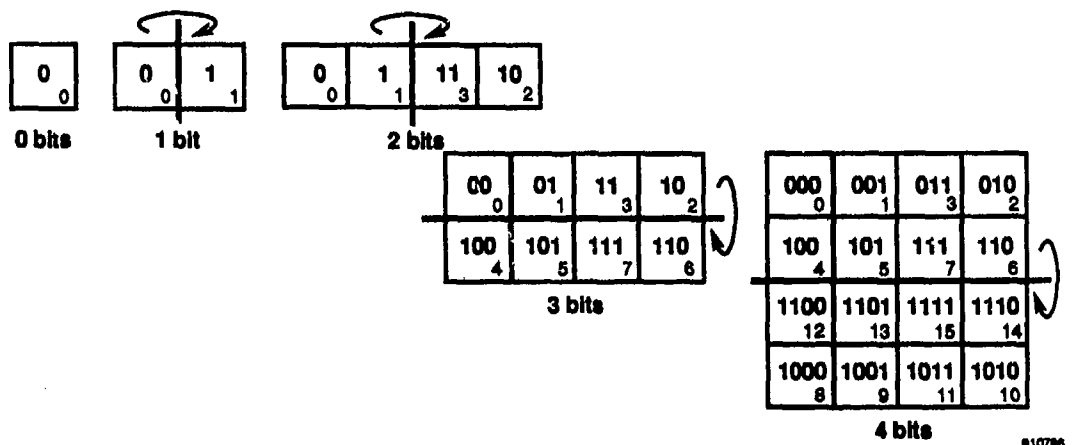 0 0 1 0 1 11 10
0 0 1 0 1 3 2
0 bits 1 bit 2 bits
00 01 11 10
0 1 3 2
100 101 111 110
4 5 7 6
3 bits
000 001 011 010
0 1 3 2
100 101 111 110
4 5 7 6
1100 1101 1111 1110
12 13 15 14
1000 1001 1011 1010
8 9 11 10
4 bits